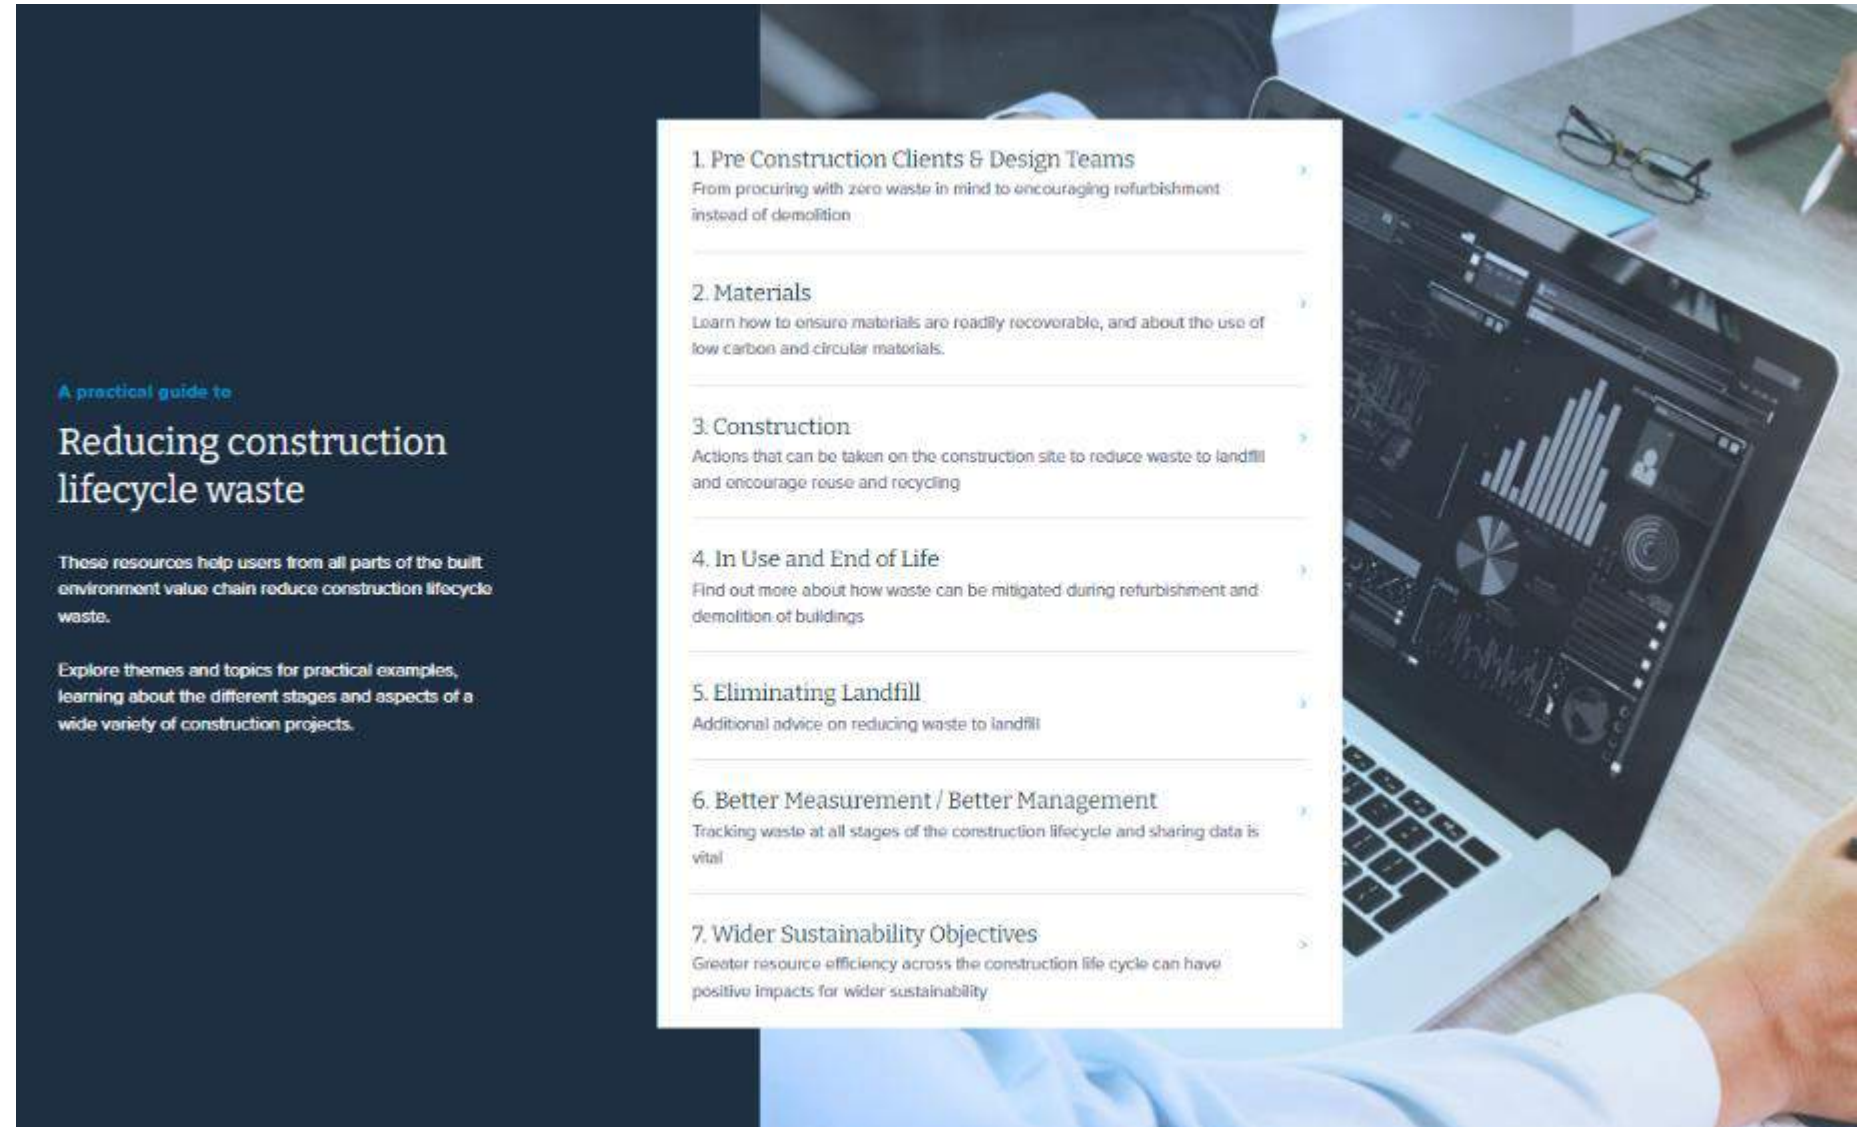 A practical guide to
Reducing construction
lifecycle waste
These resources help users from all parts of the built
environment value chain reduce construction lifecycle
waste.
Explore themes and topics for practical examples,
learning about the different stages and aspects of a
wide variety of construction projects.
1. Pre Construction Clients & Design Teams
From procuring with zero waste in mind to encouraging refurbishment
instead of demolition
2. Materials
Learn how to ensure materials are readily recoverable, and about the use of
low carbon and circular materials.
3. Construction
Actions that can be taken on the construction site to reduce waste to landfill
and encourage reuse and recycling
4. In Use and End of Life
Find out more about how waste can be mitigated during refurbishment and
demolition of buildings
5. Eliminating Landfill
Additional advice on reducing waste to landfill
6. Better Measurement / Better Management
Tracking waste at all stages of the construction lifecycle and sharing data is
vital
7. Wider Sustainability Objectives
Greater resource efficiency across the construction life cycle can have
positive impacts for wider sustainability